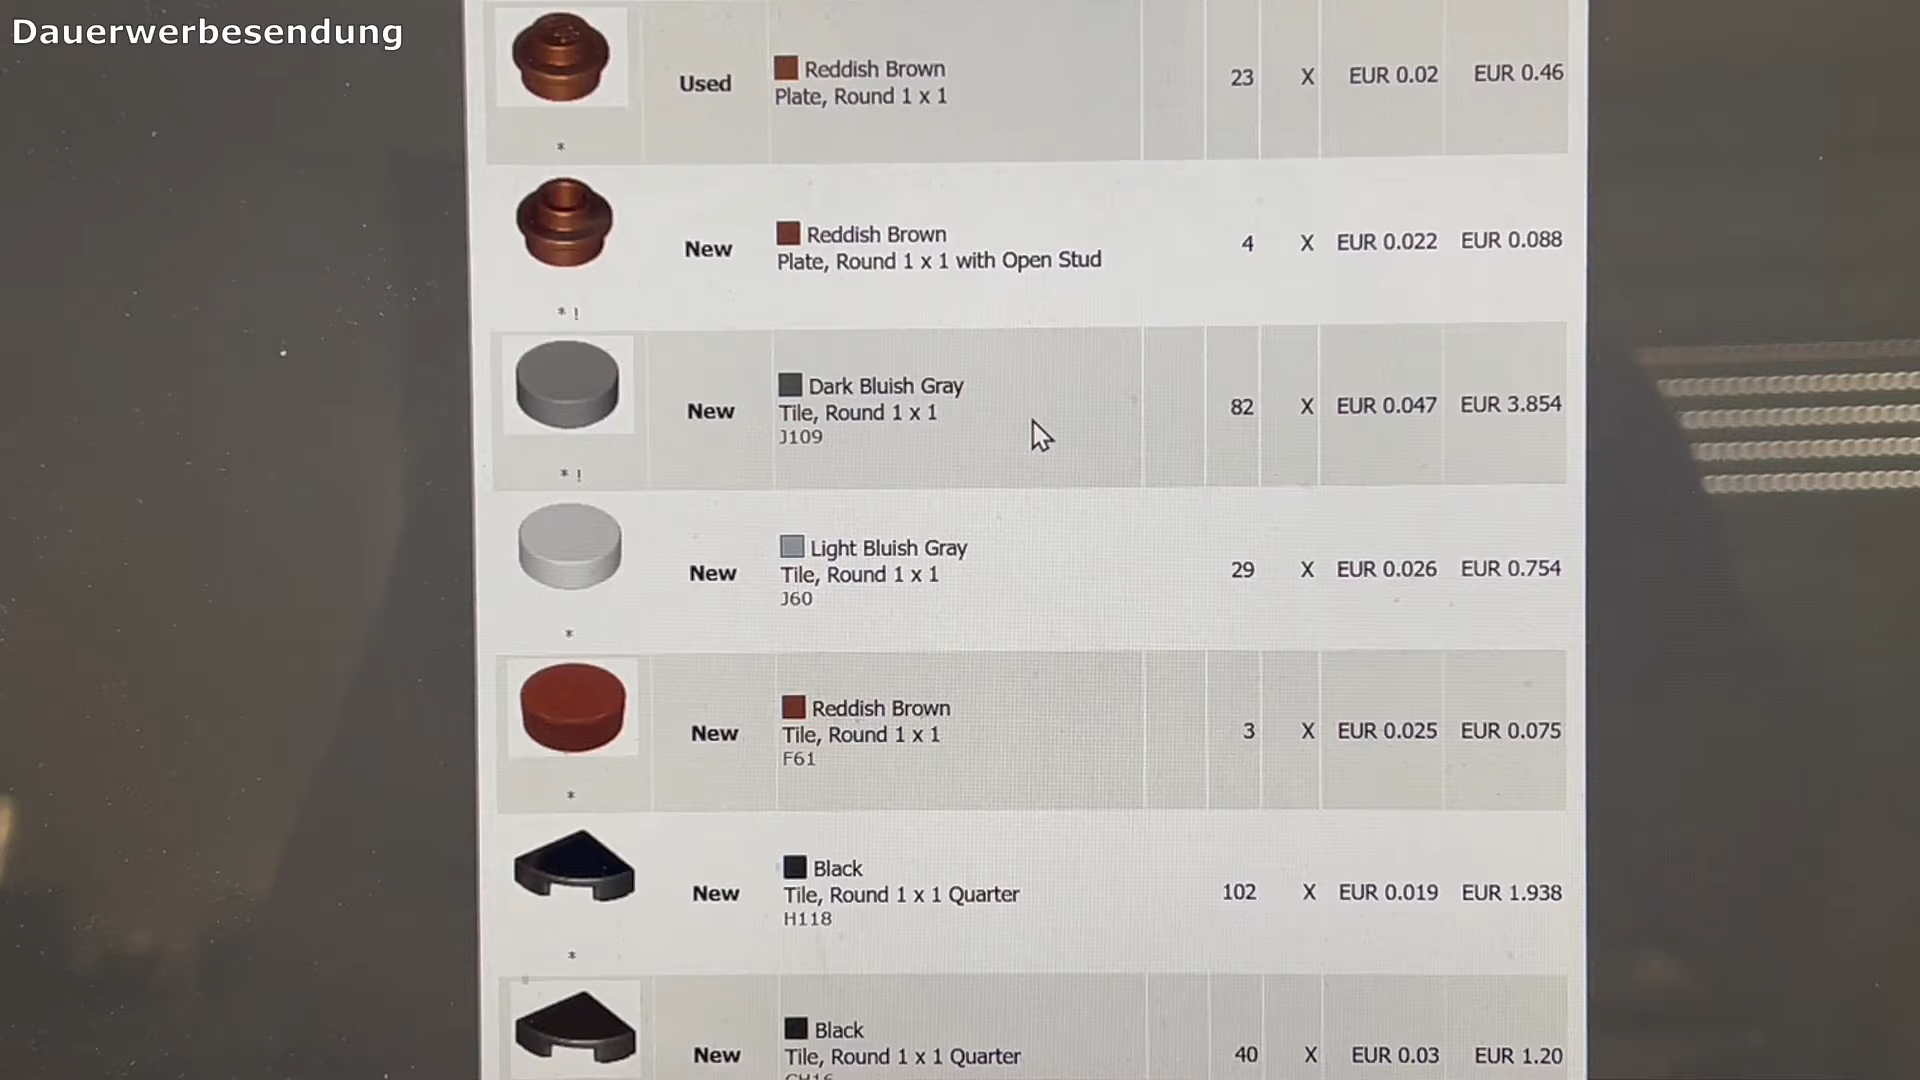 Dauerwerbesendung
Used Reddish Brown 23 X EUR 0.02 EUR 0.46
Plate, Round 1 x 1
*
New Reddish Brown 4 X EUR 0.022 EUR 0.088
Plate, Round 1 x 1 with Open Stud
* !
New Dark Bluish Gray 82 X EUR 0.047 EUR 3.854
Tile, Round 1 x 1
J109
* !
New Light Bluish Gray 29 X EUR 0.026 EUR 0.754
Tile, Round 1 x 1
J60
*
New Reddish Brown 3 X EUR 0.025 EUR 0.075
Tile, Round 1 x 1
F61
*
New Black 102 X EUR 0.019 EUR 1.938
Tile, Round 1 x 1 Quarter
H118
*
New Black 40 X EUR 0.03 EUR 1.20
Tile, Round 1 x 1 Quarter